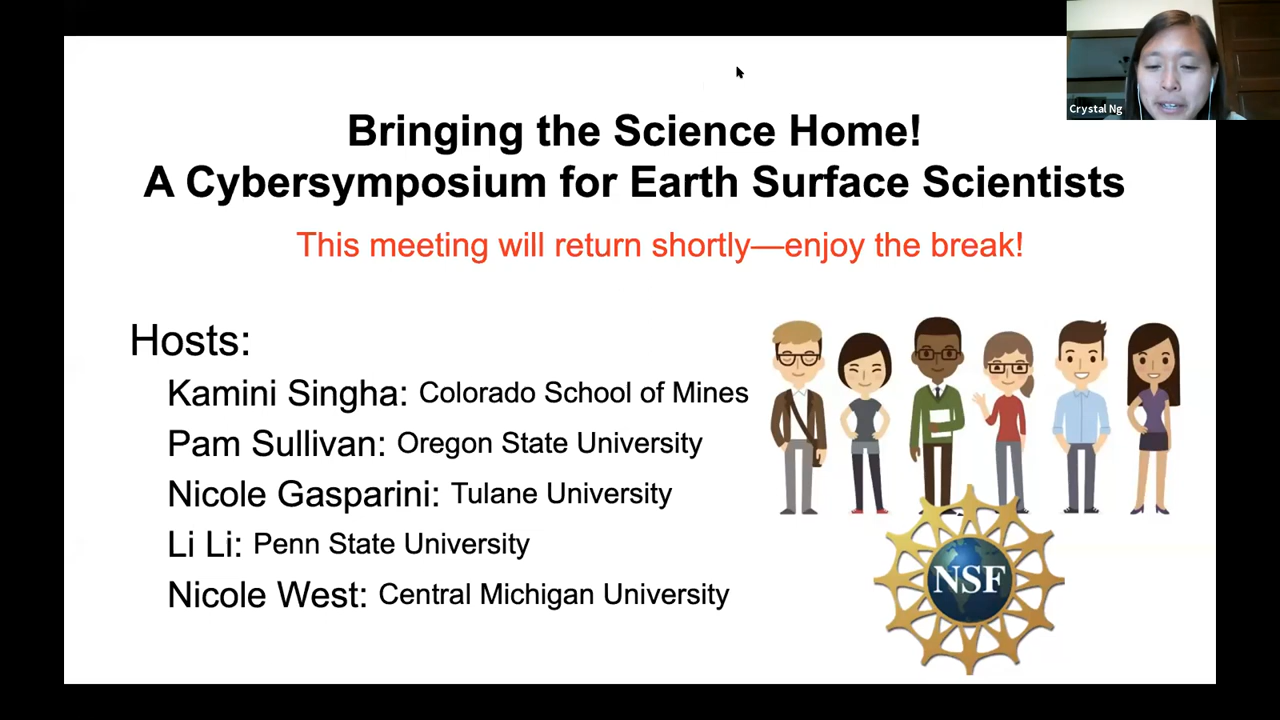 Crystal Ng
Bringing the Science Home!
A Cybersymposium for Earth Surface Scientists
This meeting will return shortly—enjoy the break!
Hosts:
Kamini Singha: Colorado School of Mines
Pam Sullivan: Oregon State University
Nicole Gasparini: Tulane University
Li Li: Penn State University
Nicole West: Central Michigan University
NSF